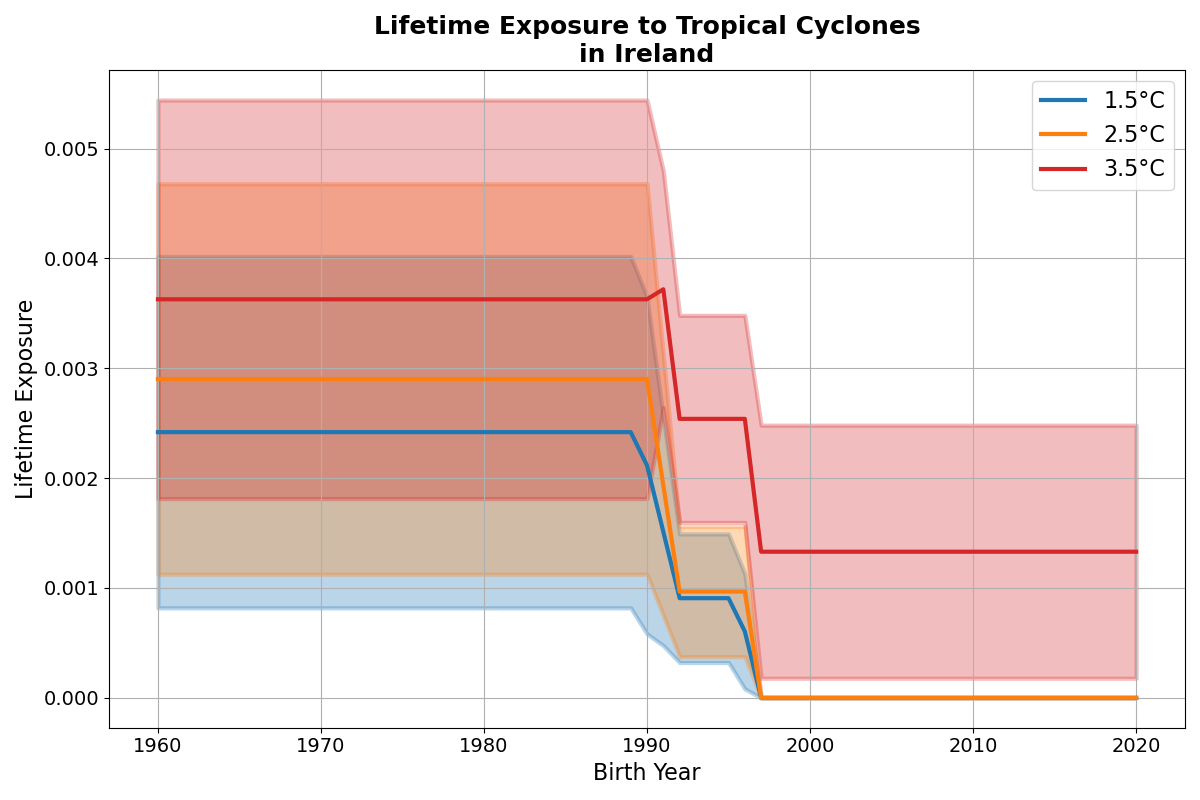 Lifetime Exposure to Tropical Cyclones
in Ireland
1.5°C
2.5°C
3.5°C
Lifetime Exposure
0.005
0.004
0.003
0.002
0.001
0.000
1960
1970
1980
1990
2000
2010
2020
Birth Year